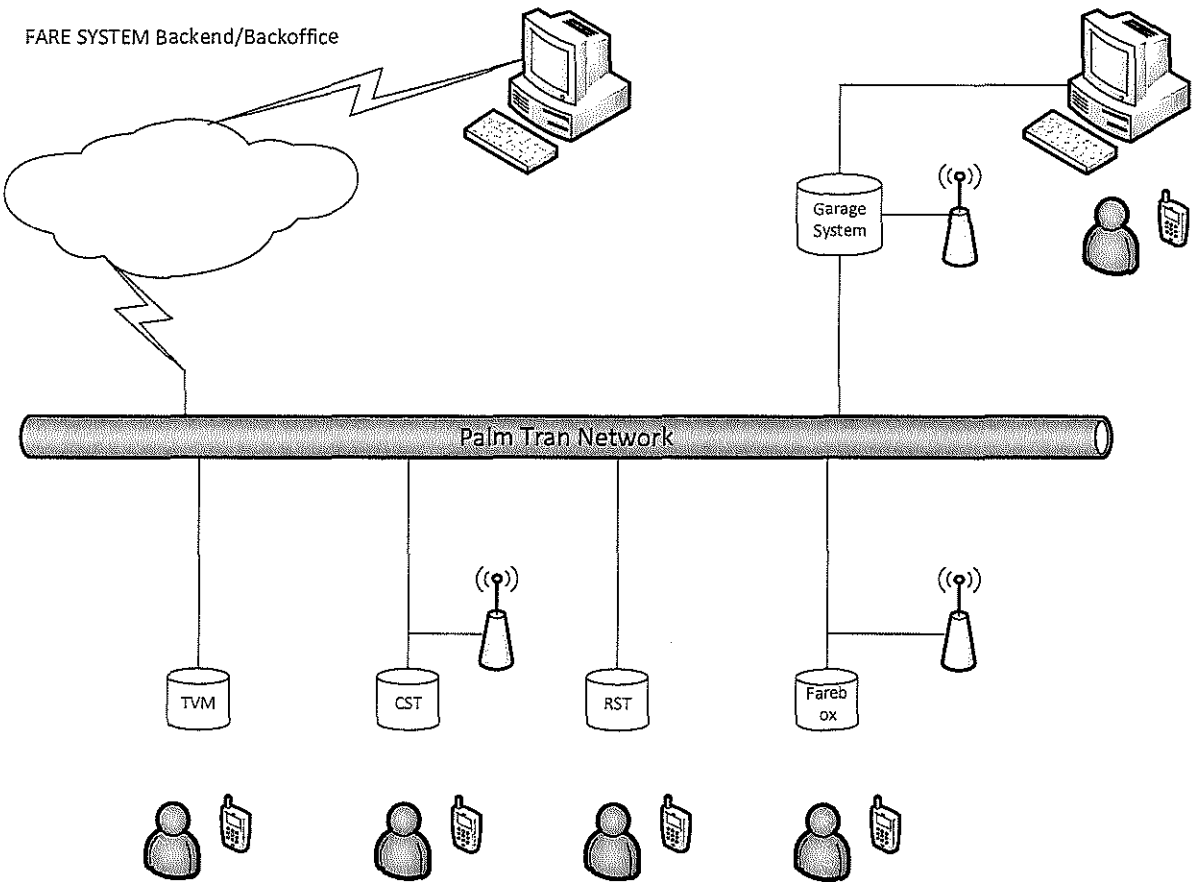 FARE SYSTEM Backend/Backoffice
Garage
System
Palm Tran Network
TVM
CST
RST
Fareb
ox